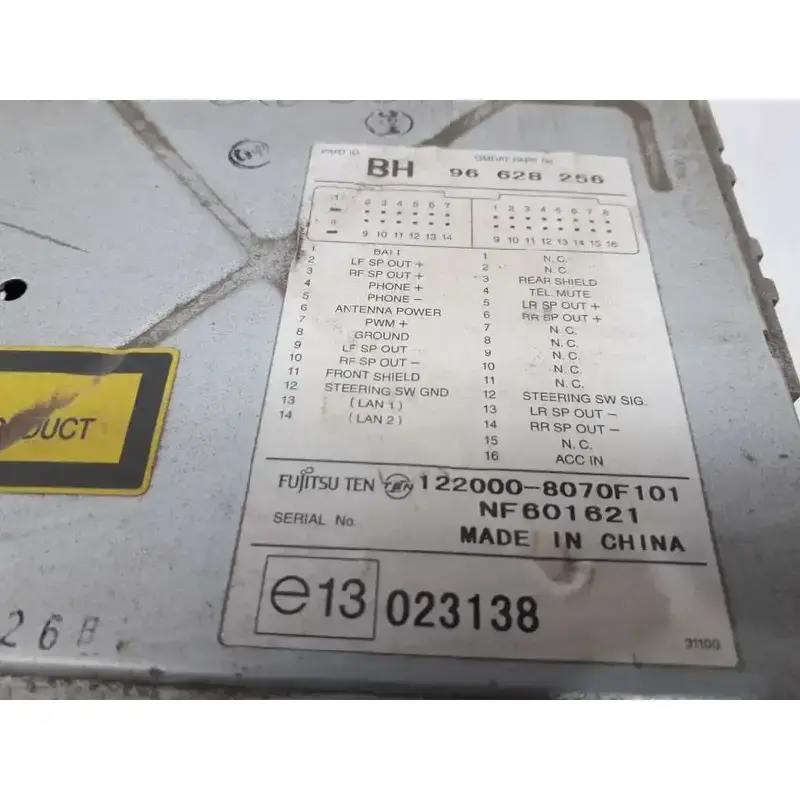 PART ID. GMDAT PART No
BH 96 628 256
1 2 3 4 5 6 7 1 2 3 4 5 6 7 8
8 9 10 11 12 13 14 9 10 11 12 13 14 15 16
1 BATT 1 N.C.
2 LF SP OUT + 2 N.C.
3 RF SP OUT + 3 REAR SHIELD
4 PHONE + 4 TEL. MUTE
5 PHONE − 5 LR SP OUT +
6 ANTENNA POWER 6 RR SP OUT +
7 PWM + 7 N.C.
8 GROUND 8 N.C.
9 LF SP OUT − 9 N.C.
10 RF SP OUT − 10 N.C.
11 FRONT SHIELD 11 N.C.
12 STEERING SW GND 12 STEERING SW SIG.
13 (LAN 1) 13 LR SP OUT −
14 (LAN 2) 14 RR SP OUT −
15 N.C.
16 ACC IN
FUJITSU TEN TEN 122000-8070F101
SERIAL No. NF601621
MADE IN CHINA
e13 023138
31100
DUCT